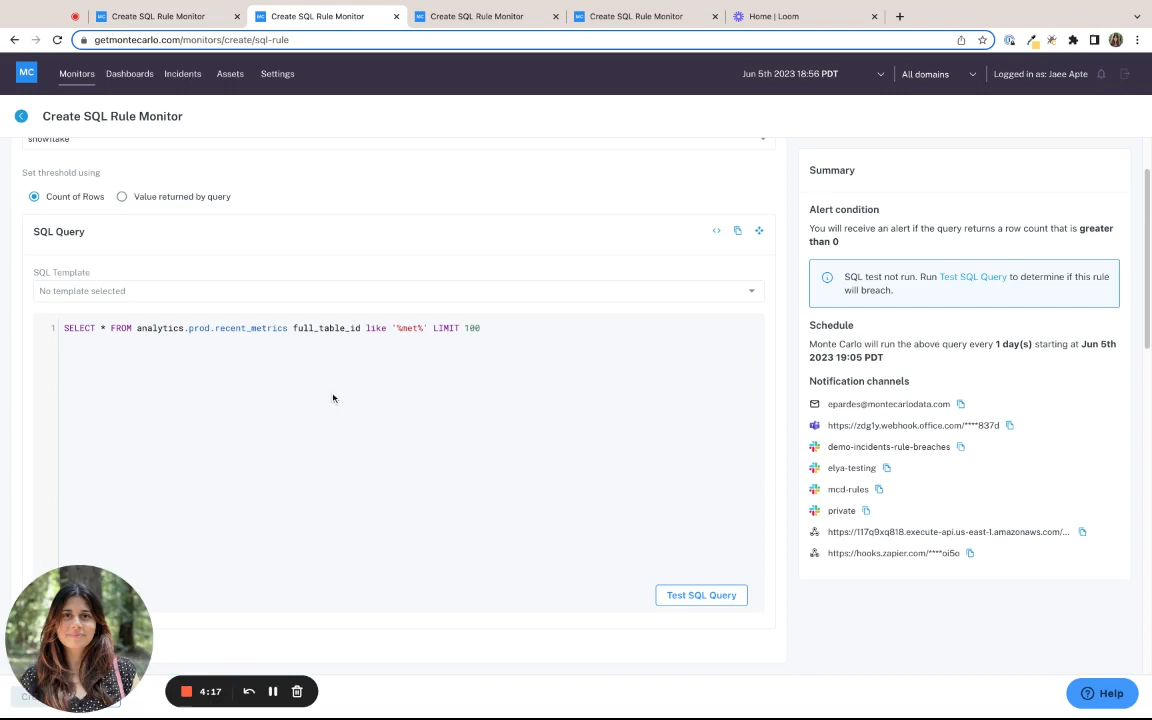 Create SQL Rule Monitor
Create SQL Rule Monitor
Create SQL Rule Monitor
Create SQL Rule Monitor
Home | Loom
getmontecarlo.com/monitors/create/sql-rule
MC
Monitors
Dashboards
Incidents
Assets
Settings
Jun 5th 2023 18:56 PDT
All domains
Logged in as: Jaee Apte
Create SQL Rule Monitor
snowflake
Set threshold using
Count of Rows
Value returned by query
SQL Query
SQL Template
No template selected
1 SELECT * FROM analytics.prod.recent_metrics full_table_id like '%met%' LIMIT 100
Test SQL Query
Summary
Alert condition
You will receive an alert if the query returns a row count that is greater
than 0
SQL test not run. Run Test SQL Query to determine if this rule
will breach.
Schedule
Monte Carlo will run the above query every 1 day(s) starting at Jun 5th
2023 19:05 PDT
Notification channels
epardes@montecarlodata.com
https://zdg1y.webhook.office.com/****837d
demo-incidents-rule-breaches
elya-testing
mcd-rules
private
https://117q9xq818.execute-api.us-east-1.amazonaws.com/...
https://hooks.zapier.com/****oi5o
4:17
Help